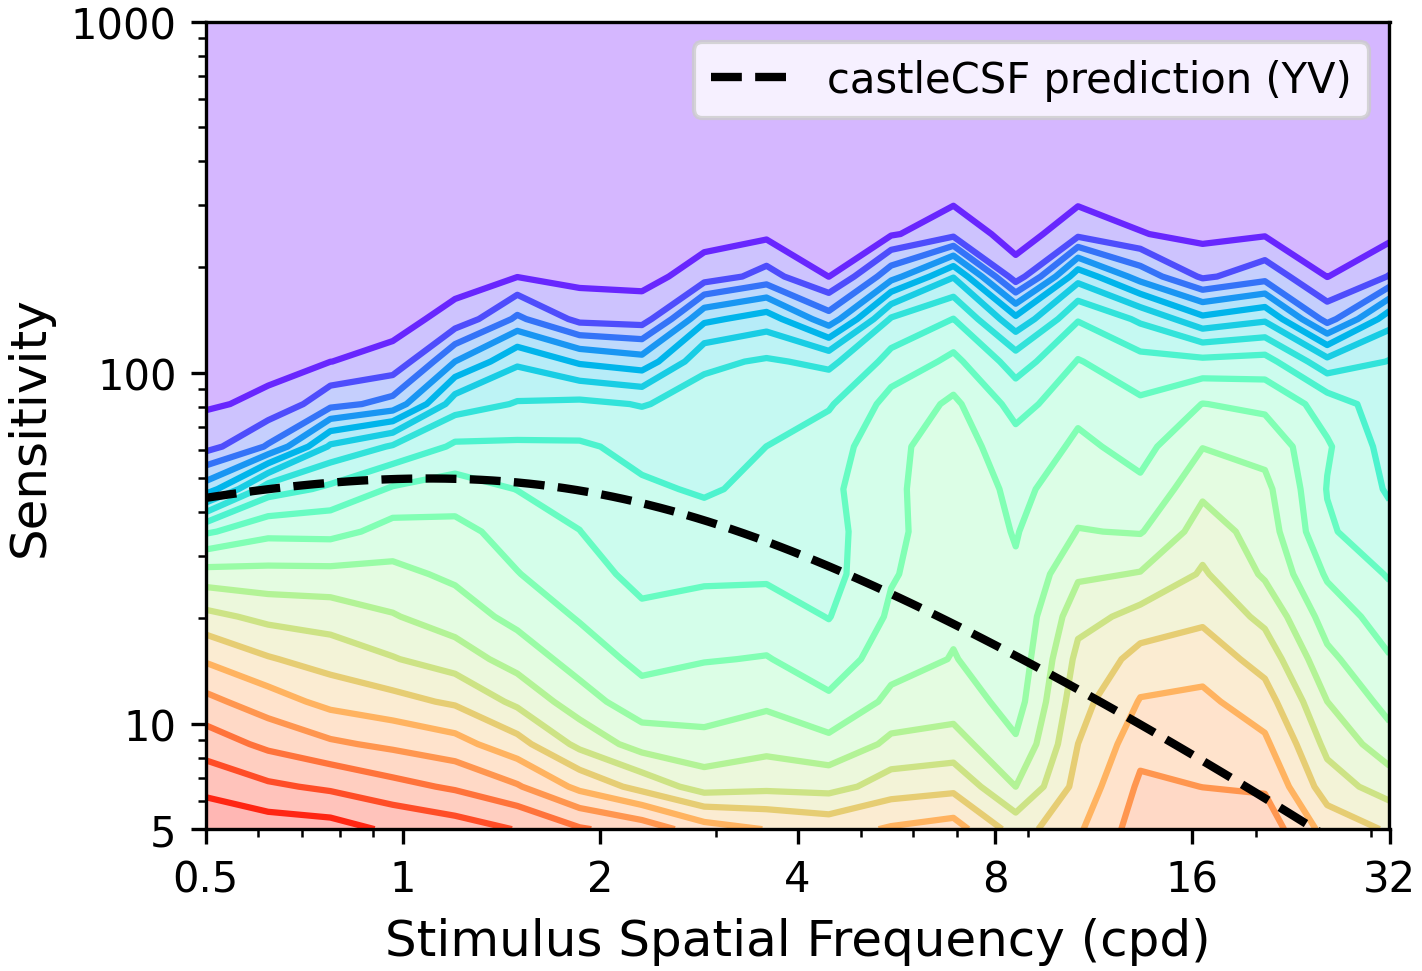 1000
castleCSF prediction (YV)
Sensitivity
100
10
5
0.5 1 2 4 8 16 32
Stimulus Spatial Frequency (cpd)